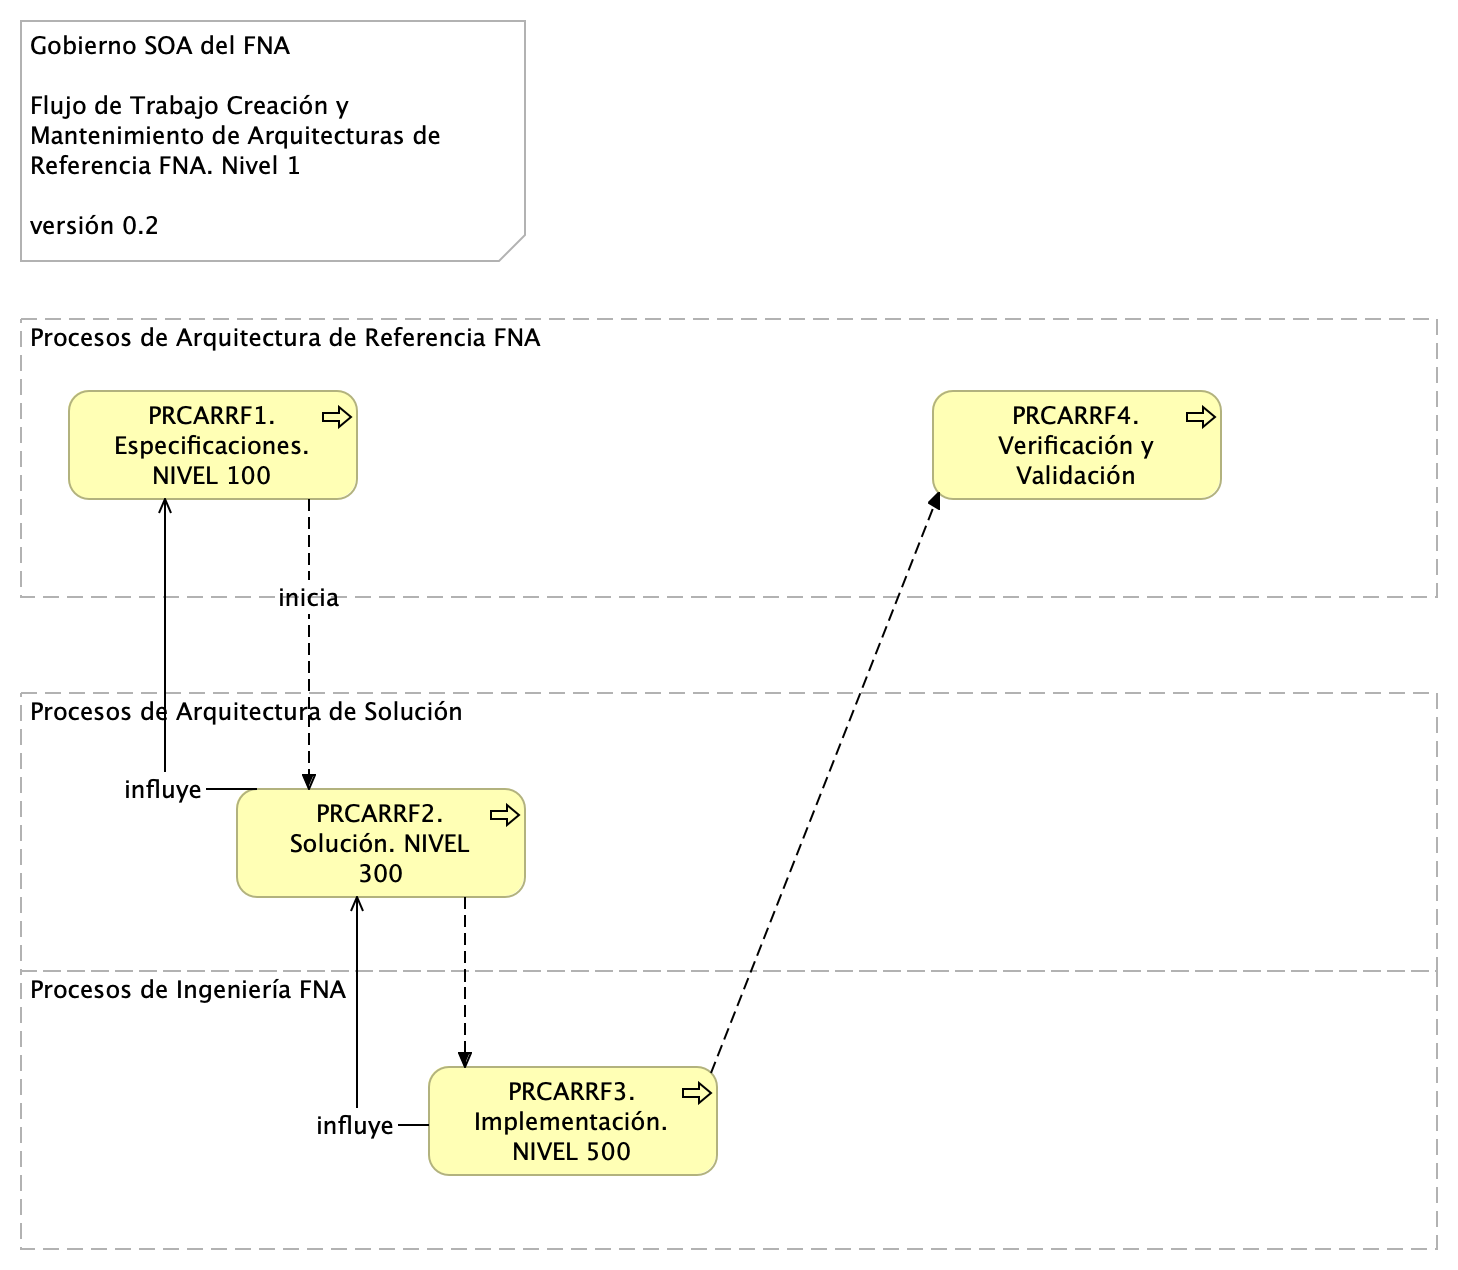 Gobierno SOA del FNA
Flujo de Trabajo Creación y
Mantenimiento de Arquitecturas de
Referencia FNA. Nivel 1
versión 0.2
Procesos de Arquitectura de Referencia FNA
PRCARRF1.
Especificaciones.
NIVEL 100
PRCARRF4.
Verificación y
Validación
inicia
Procesos de Arquitectura de Solución
influye
PRCARRF2.
Solución. NIVEL
300
Procesos de Ingeniería FNA
influye
PRCARRF3.
Implementación.
NIVEL 500